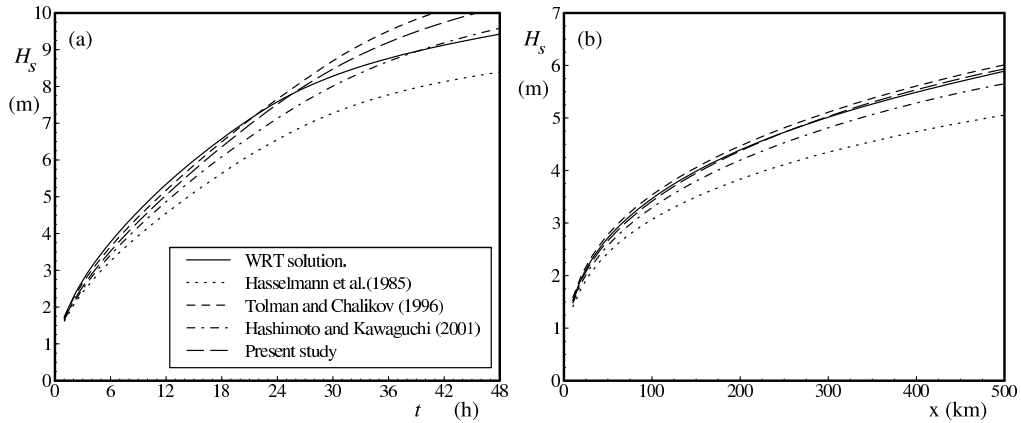 10
9
8
7
6
5
4
3
2
1
0
H_s
(m)
(a)
WRT solution.
Hasselmann et al.(1985)
Tolman and Chalikov (1996)
Hashimoto and Kawaguchi (2001)
Present study
0 6 12 18 24 30 36 42 48
t (h)
7
6
5
4
3
2
1
0
H_s
(m)
(b)
0 100 200 300 400 500
x (km)